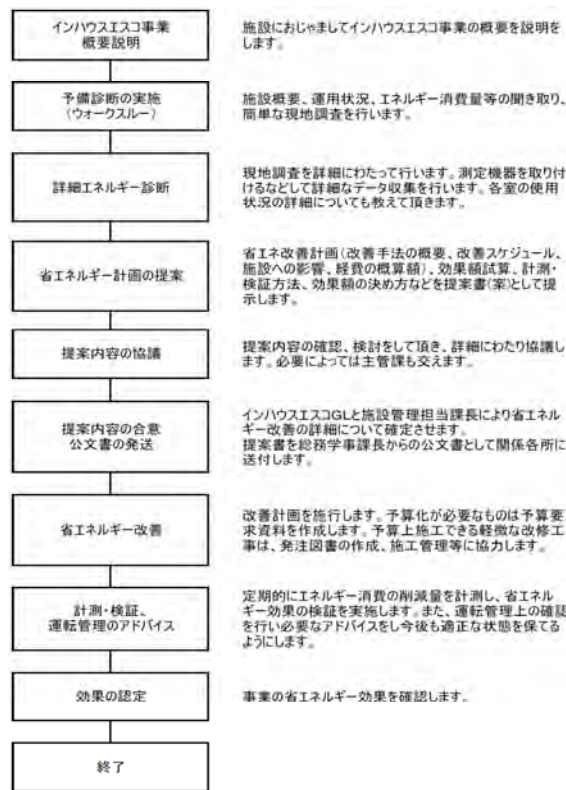 インハウスエスコ事業
概要説明
施設におじゃましてインハウスエスコ事業の概要を説明を
します。
予備診断の実施
(ウォークスルー)
施設概要、運用状況、エネルギー消費量等の聞き取り、
簡単な現地調査を行います。
詳細エネルギー診断
現地調査を詳細にわたって行います。測定機器を取り付
けるなどして詳細なデータ収集を行います。各室の使用
状況の詳細についても教えて頂きます。
省エネルギー計画の提案
省エネ改善計画(改善手法の概要、改善スケジュール、
施設への影響、経費の概算額)、効果額試算、計測・
検証方法、効果額の決め方などを提案書(案)として提
示します。
提案内容の協議
提案内容の確認、検討をして頂き、詳細にわたり協議し
ます。必要によっては主管課も交えます。
提案内容の合意
公文書の発送
インハウスエスコGLと施設管理担当課長により省エネル
ギー改善の詳細について確定させます。
提案書を総務学事課長からの公文書として関係各所に
送付します。
省エネルギー改善
改善計画を施行します。予算化が必要なものは予算要
求資料を作成します。予算上施工できる軽微な改修工
事は、発注図書の作成、施工管理等に協力します。
計測・検証、
運転管理のアドバイス
定期的にエネルギー消費の削減量を計測し、省エネル
ギー効果の検証を実施します。また、運転管理上の確認
を行い必要なアドバイスをし今後も適正な状態を保てる
ようにします。
効果の認定
事業の省エネルギー効果を確認します。
終了